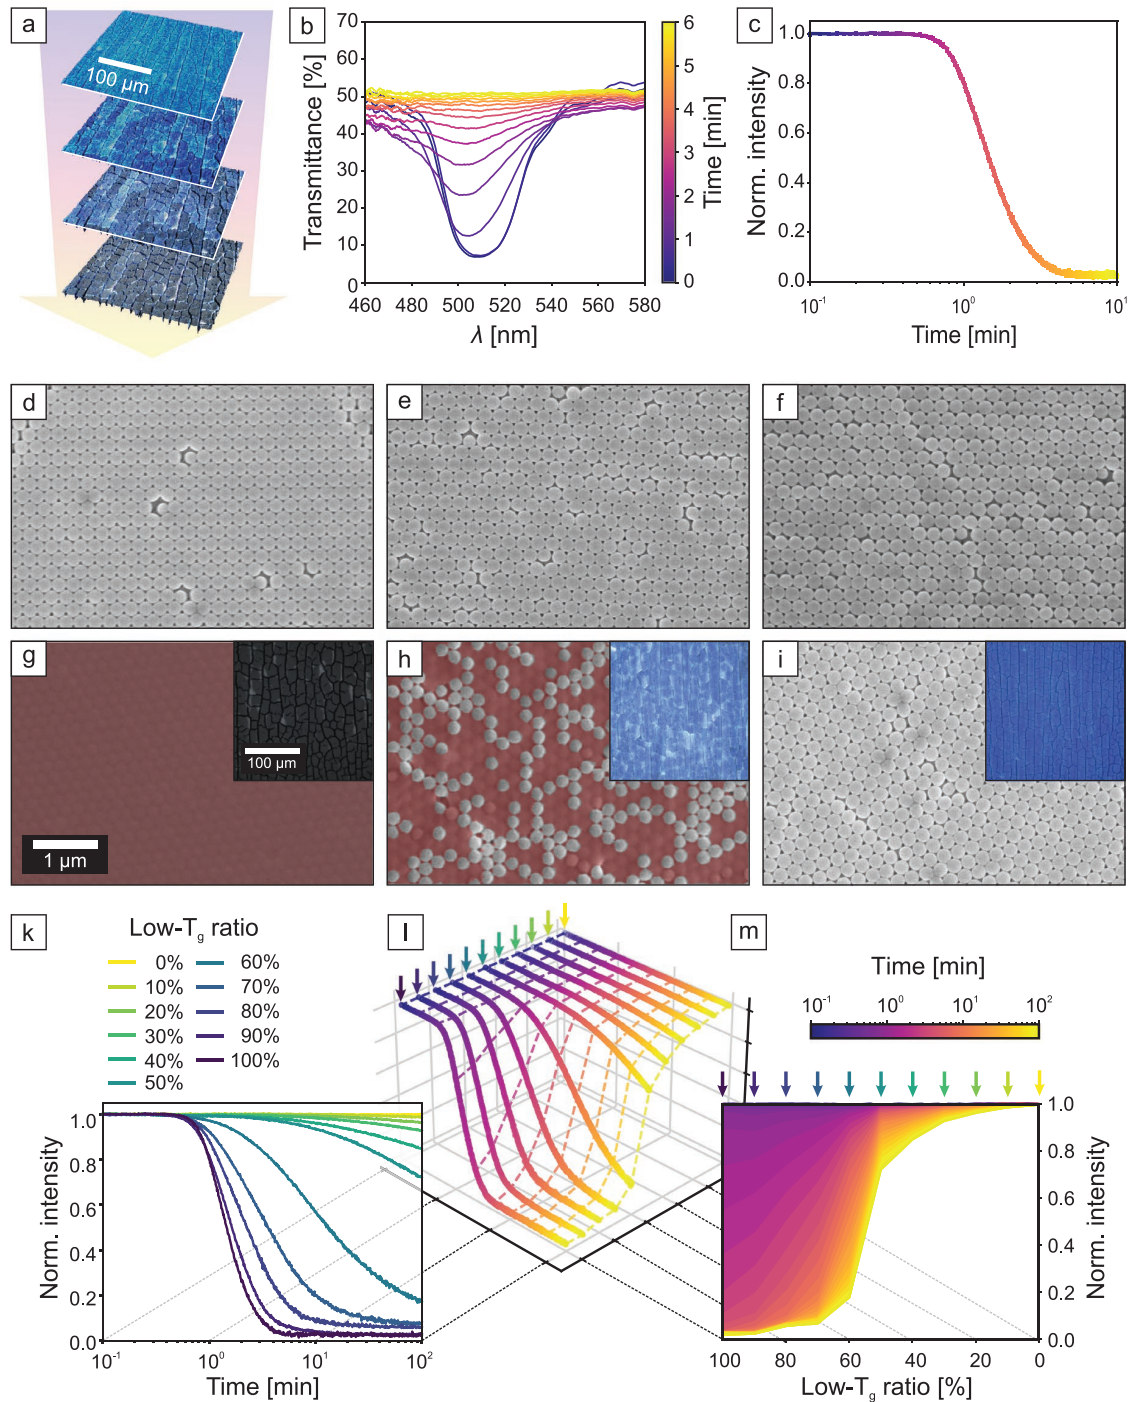 a
100 µm
b
70
60
50
40
30
20
10
0
Transmittance [%]
460 480 500 520 540 560 580
λ [nm]
6
5
4
3
2
1
0
Time [min]
c
1.0
0.8
0.6
0.4
0.2
0.0
Norm. intensity
10⁻¹ 10⁰ 10¹
Time [min]
d
e
f
g
100 µm
1 µm
h
i
k
Low-Tg ratio
0% 60%
10% 70%
20% 80%
30% 90%
40% 100%
50%
1.0
0.8
0.6
0.4
0.2
0.0
Norm. intensity
10⁻¹ 10⁰ 10¹ 10²
Time [min]
l
m
Time [min]
10⁻¹ 10⁰ 10¹ 10²
1.0
0.8
0.6
0.4
0.2
0.0
Norm. intensity
100 80 60 40 20 0
Low-Tg ratio [%]